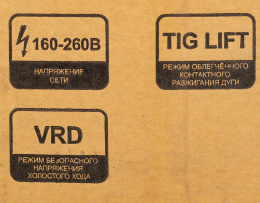 160-260В
НАПРЯЖЕНИЕ
СЕТИ
TIG LIFT
РЕЖИМ ОБЛЕГЧЁННОГО
КОНТАКТНОГО
РАЗЖИГАНИЯ ДУГИ
VRD
РЕЖИМ БЕЗОПАСНОГО
НАПРЯЖЕНИЯ
ХОЛОСТОГО ХОДА